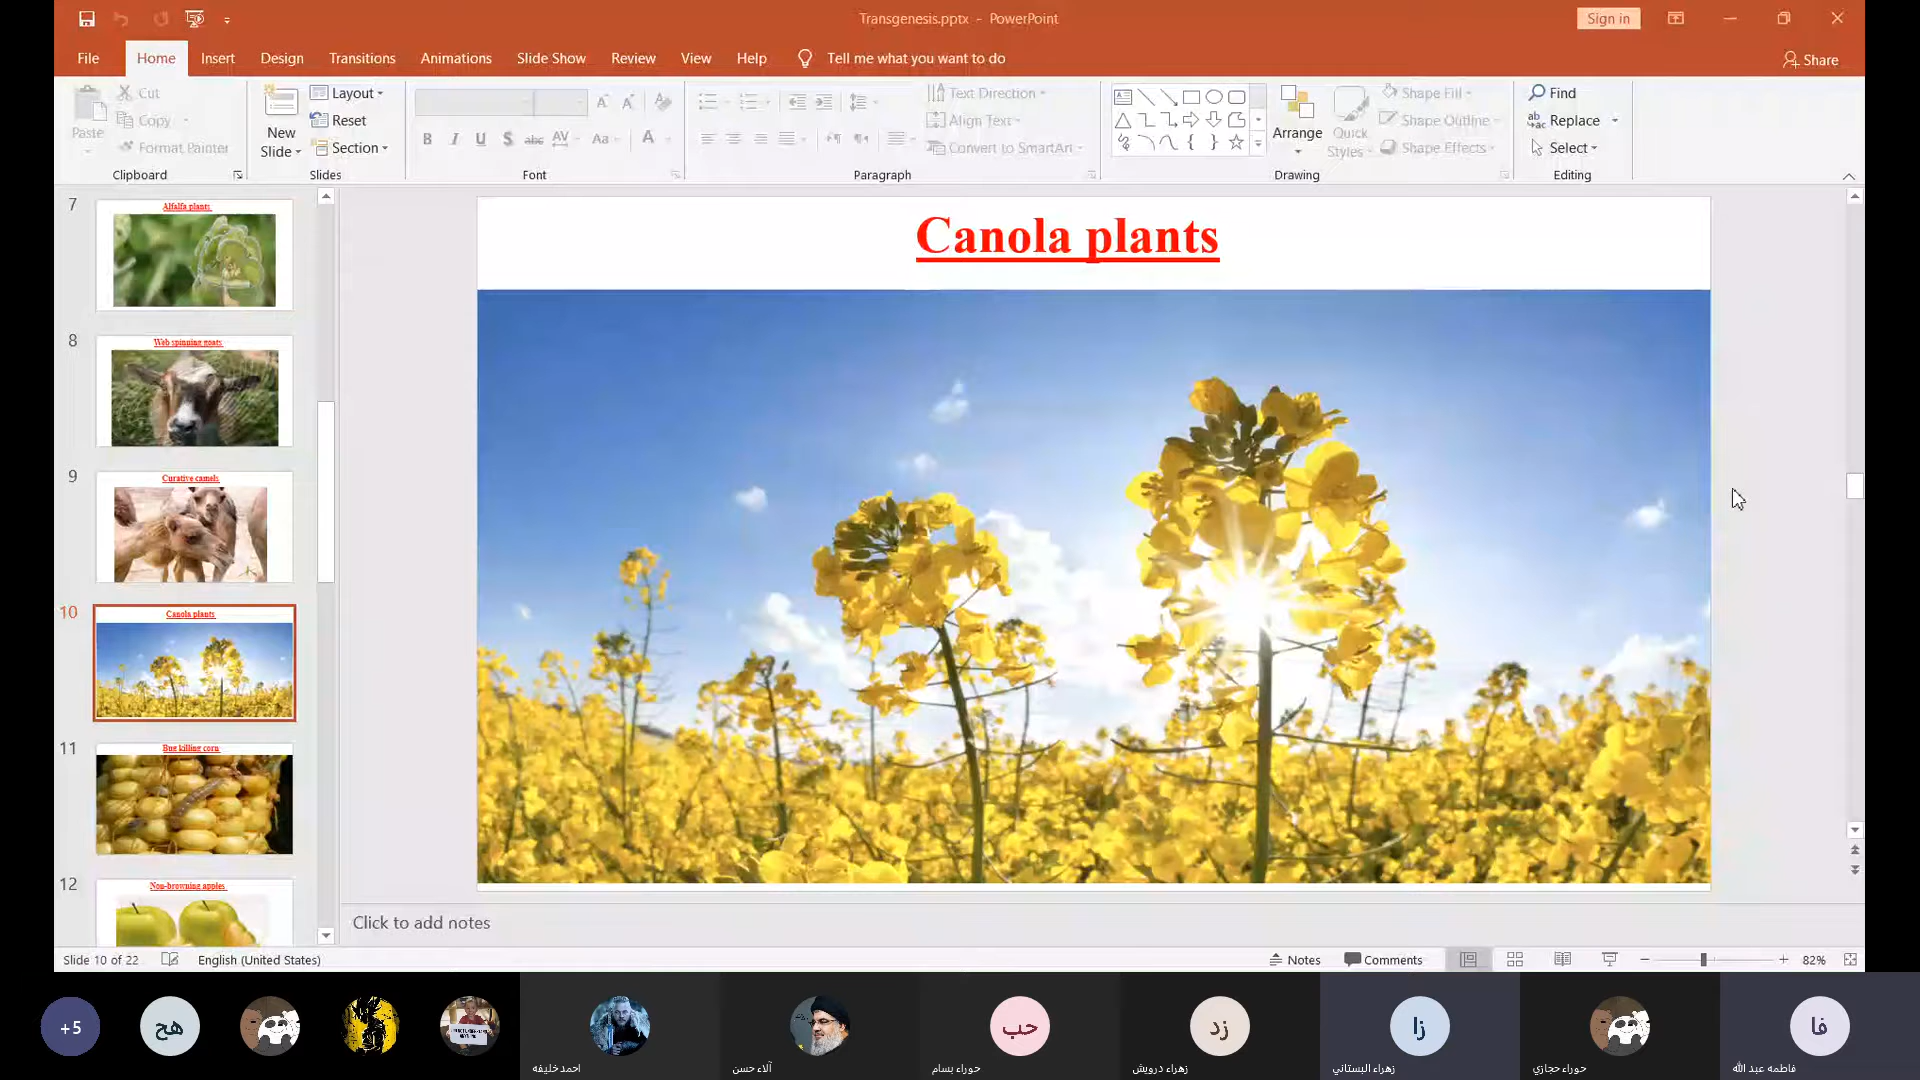 Transgenesis.pptx - PowerPoint
Sign in
File Home Insert Design Transitions Animations Slide Show Review View Help Tell me what you want to do Share
Paste
Cut
Copy
Format Painter
Clipboard
New Slide
Layout
Reset
Section
Slides
B I U S abc AV Aa A
Font
Text Direction
Align Text
Convert to SmartArt
Paragraph
Arrange
Quick Styles
Shape Fill
Shape Outline
Shape Effects
Drawing
Find
Replace
Select
Editing
7
Alfalfa plants
8
Web spinning goats
9
Curative camels
10
Canola plants
11
Bug killing corn
12
Non-browning apples
Canola plants
Click to add notes
Slide 10 of 22 English (United States) Notes Comments 82%
+5
هح
حب
زد
زا
فا
احمد خليفه
آلاء حسن
حوراء بسام
زهراء درويش
زهراء البستاني
حوراء حجازي
فاطمه عبد الله